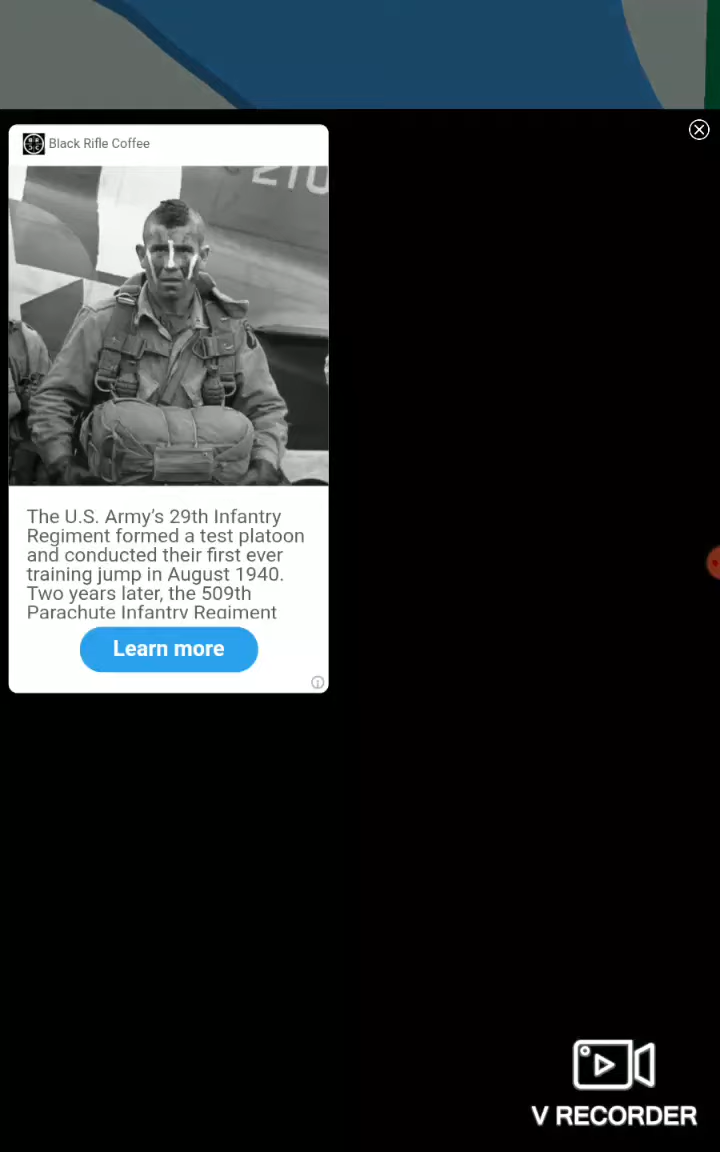 Black Rifle Coffee
210
The U.S. Army's 29th Infantry
Regiment formed a test platoon
and conducted their first ever
training jump in August 1940.
Two years later, the 509th
Parachute Infantry Regiment
Learn more
V RECORDER